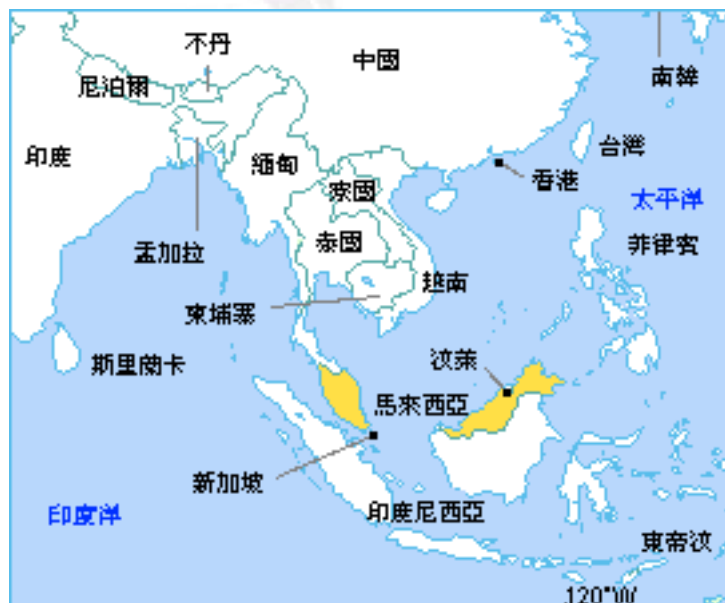 不丹
中國
南韓
尼泊爾
台灣
印度
緬甸
寮國
香港
太平洋
泰國
菲律賓
孟加拉
越南
柬埔寨
斯里蘭卡
汶萊
馬來西亞
新加坡
印度洋
印度尼西亞
東帝汶
120°W